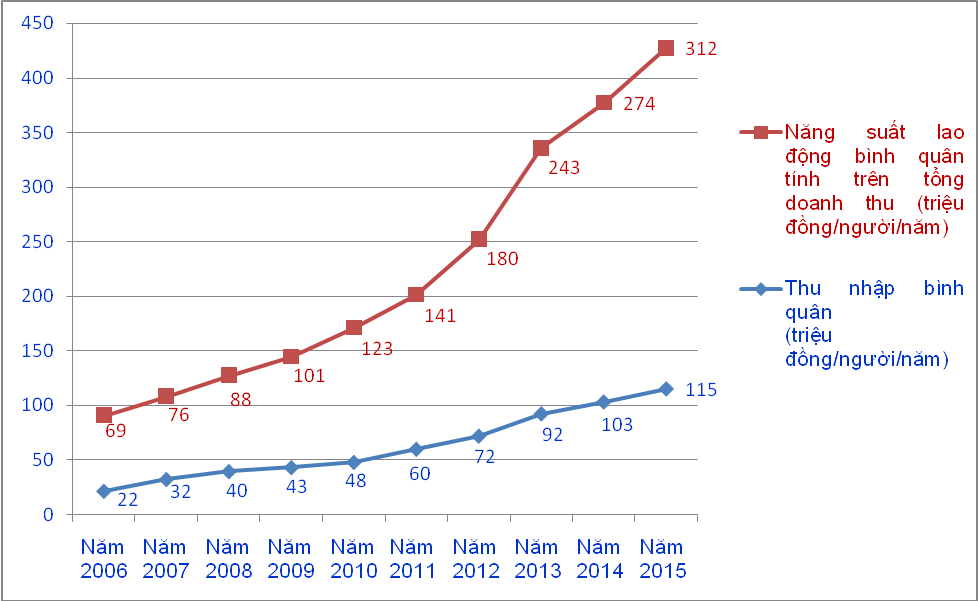 450
400
350
300
250
200
150
100
50
0
312
274
243
180
141
123
101
88
76
69
115
103
92
72
60
48
43
40
32
22
Năm 2006
Năm 2007
Năm 2008
Năm 2009
Năm 2010
Năm 2011
Năm 2012
Năm 2013
Năm 2014
Năm 2015
Năng suất lao
động bình quân
tính trên tổng
doanh thu (triệu
đồng/người/năm)
Thu nhập bình
quân
(triệu
đồng/người/năm)